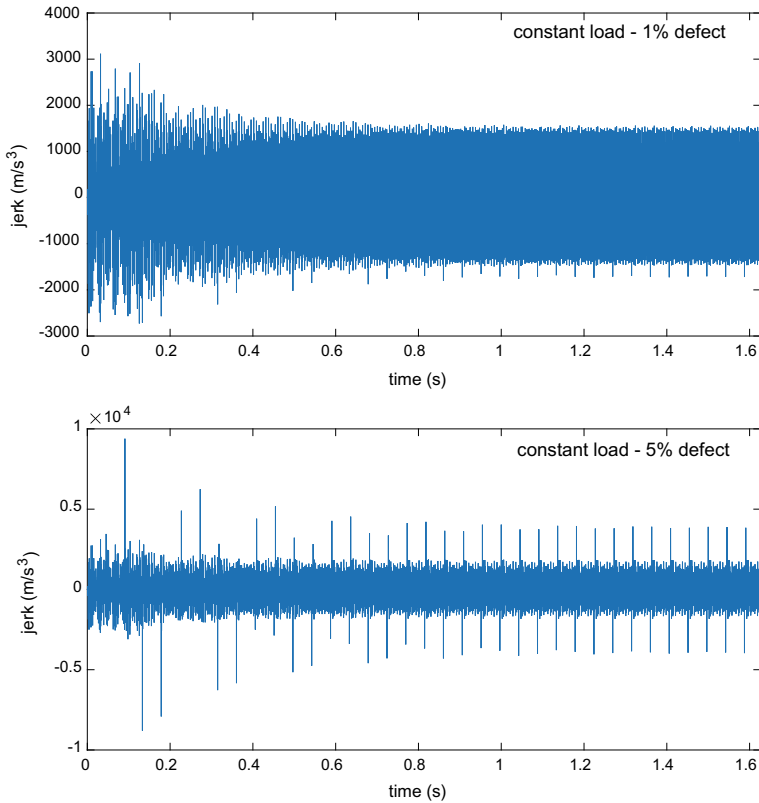 constant load - 1% defect
4000
3000
2000
1000
0
-1000
-2000
-3000
jerk (m/s³)
0 0.2 0.4 0.6 0.8 1 1.2 1.4 1.6
time (s)
1 ×10⁴
constant load - 5% defect
0.5
0
-0.5
-1
jerk (m/s³)
0 0.2 0.4 0.6 0.8 1 1.2 1.4 1.6
time (s)